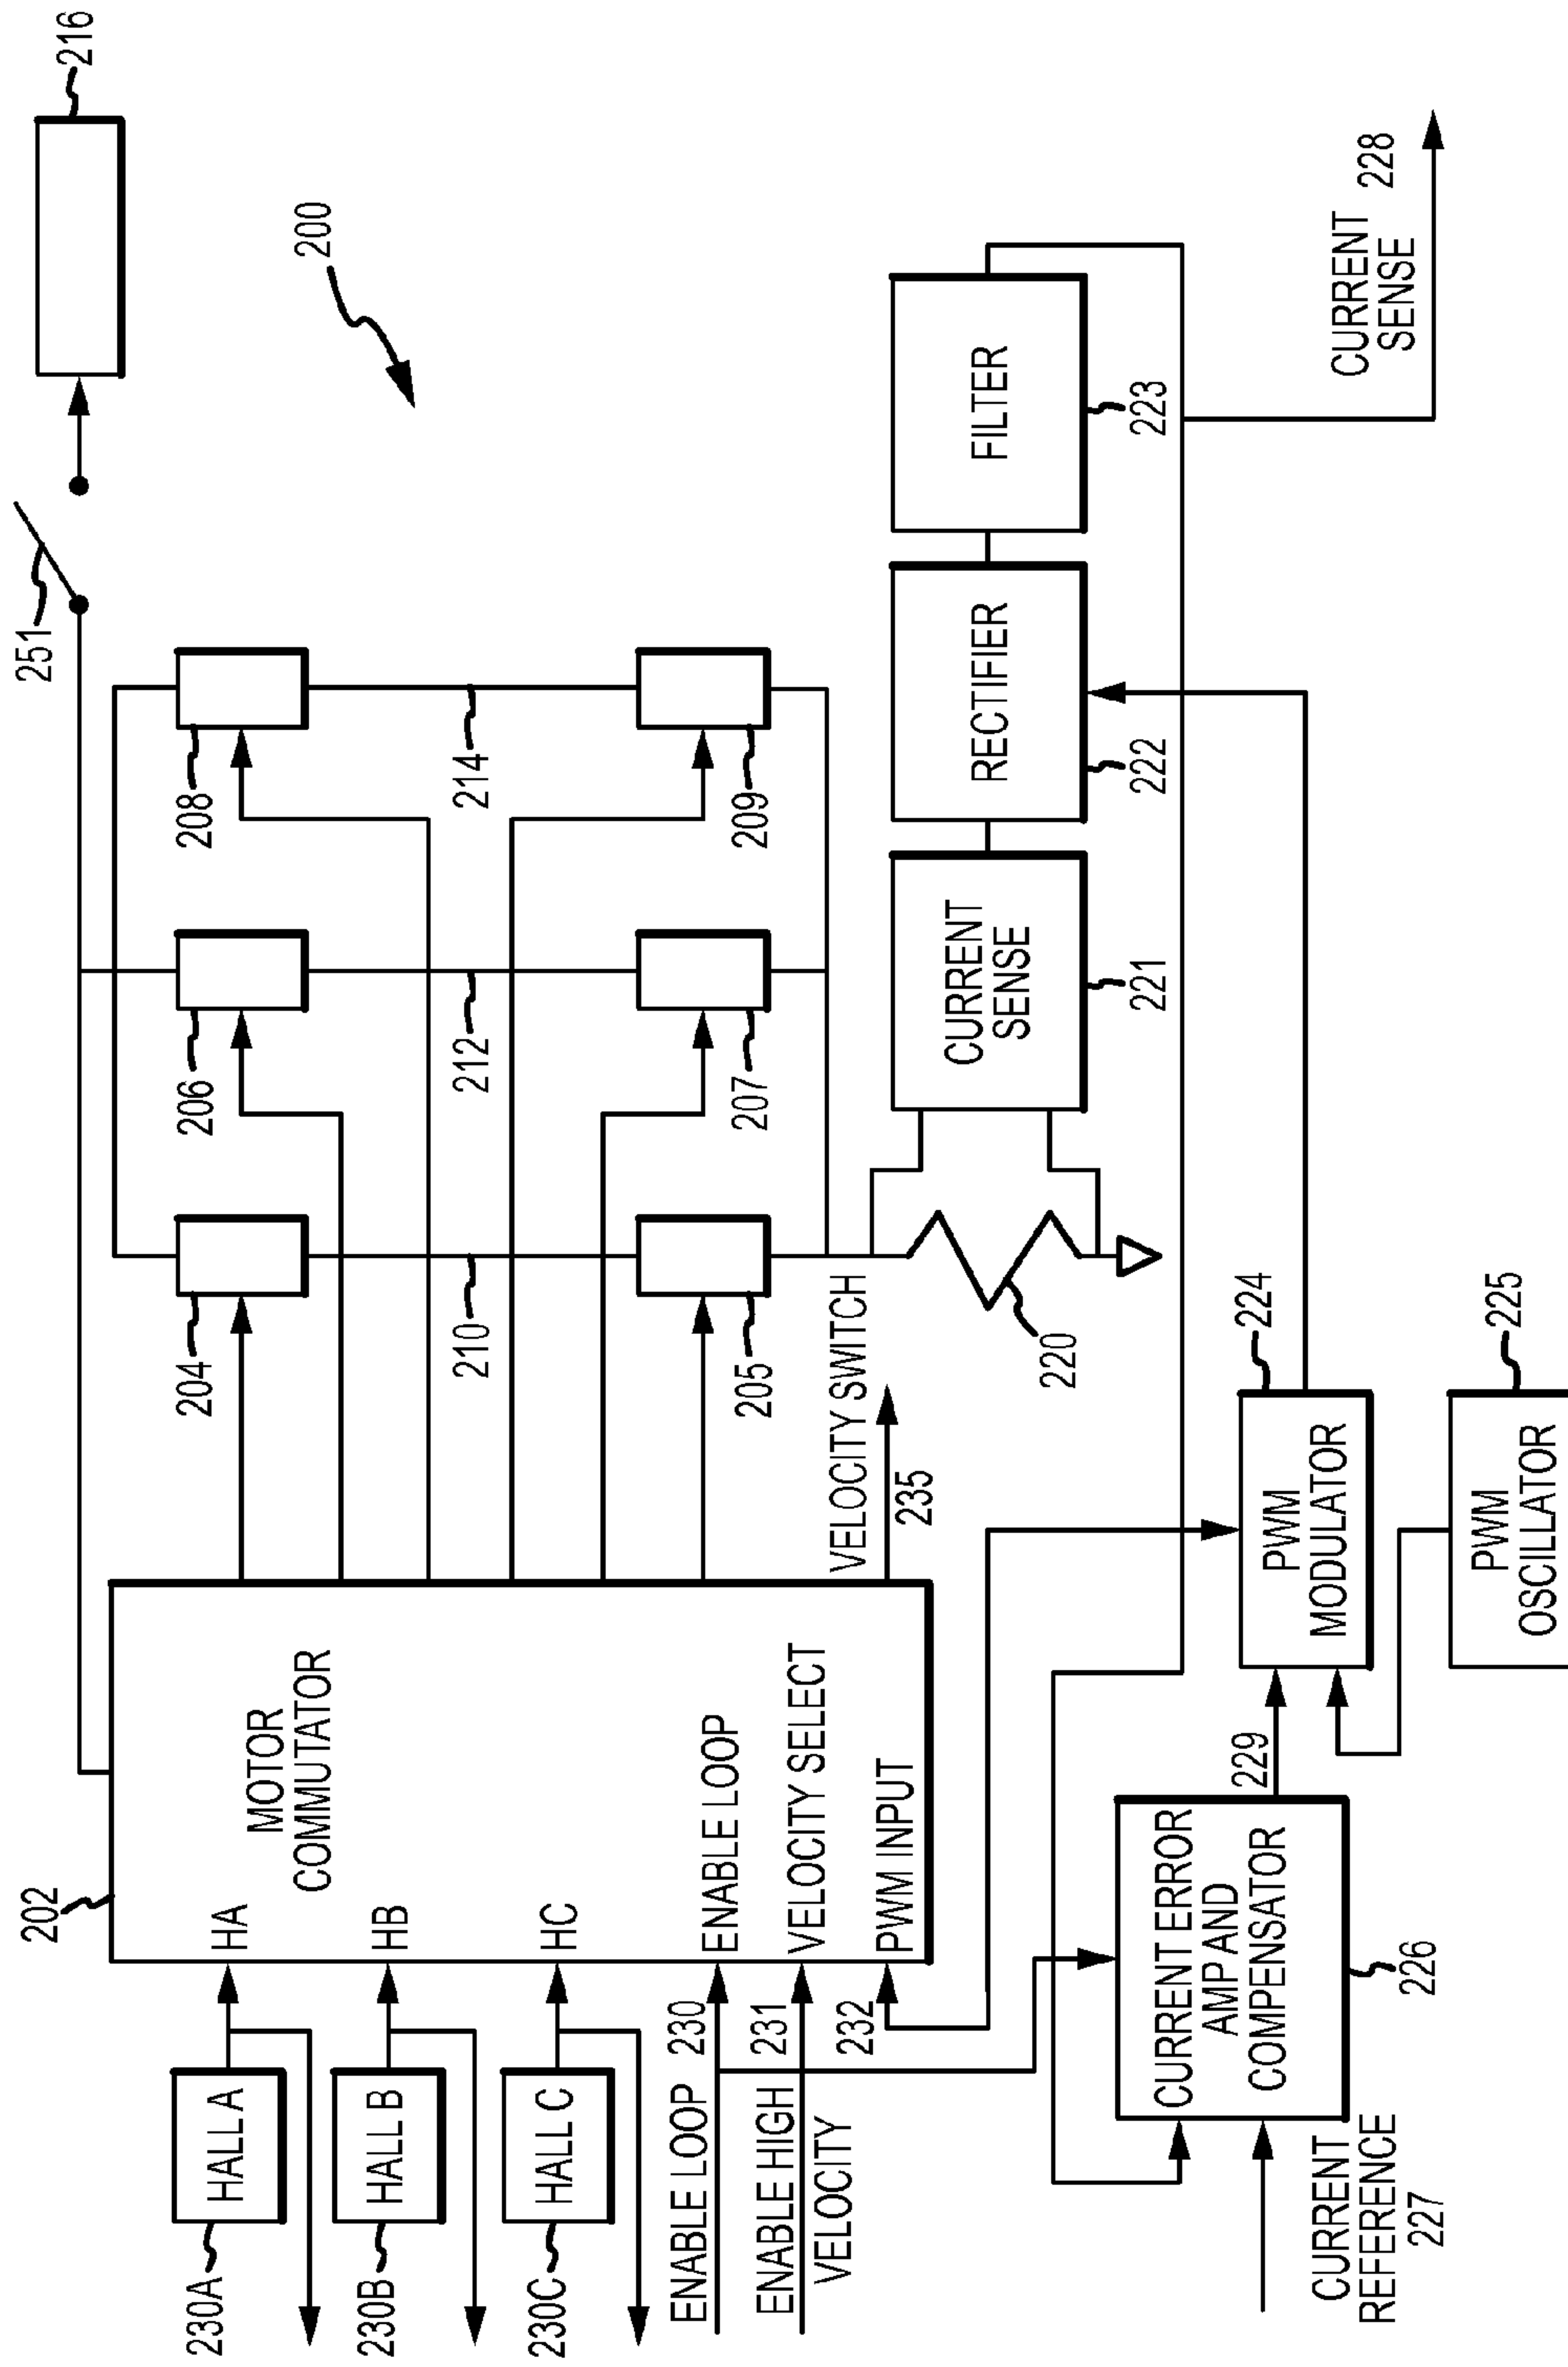 216
251
200
202
MOTOR
COMMUTATOR
HA
HB
HC
ENABLE LOOP
VELOCITY SELECT
PWM INPUT
HALL A
230A
HALL B
230B
HALL C
230C
ENABLE LOOP
230
ENABLE HIGH
VELOCITY
231
232
204
206
208
210
212
214
205
207
209
VELOCITY SWITCH
235
220
CURRENT
SENSE
221
RECTIFIER
222
FILTER
223
CURRENT
SENSE
228
CURRENT ERROR
AMP AND
COMPENSATOR
226
CURRENT
REFERENCE
227
229
PWM
MODULATOR
224
PWM
OSCILLATOR
225